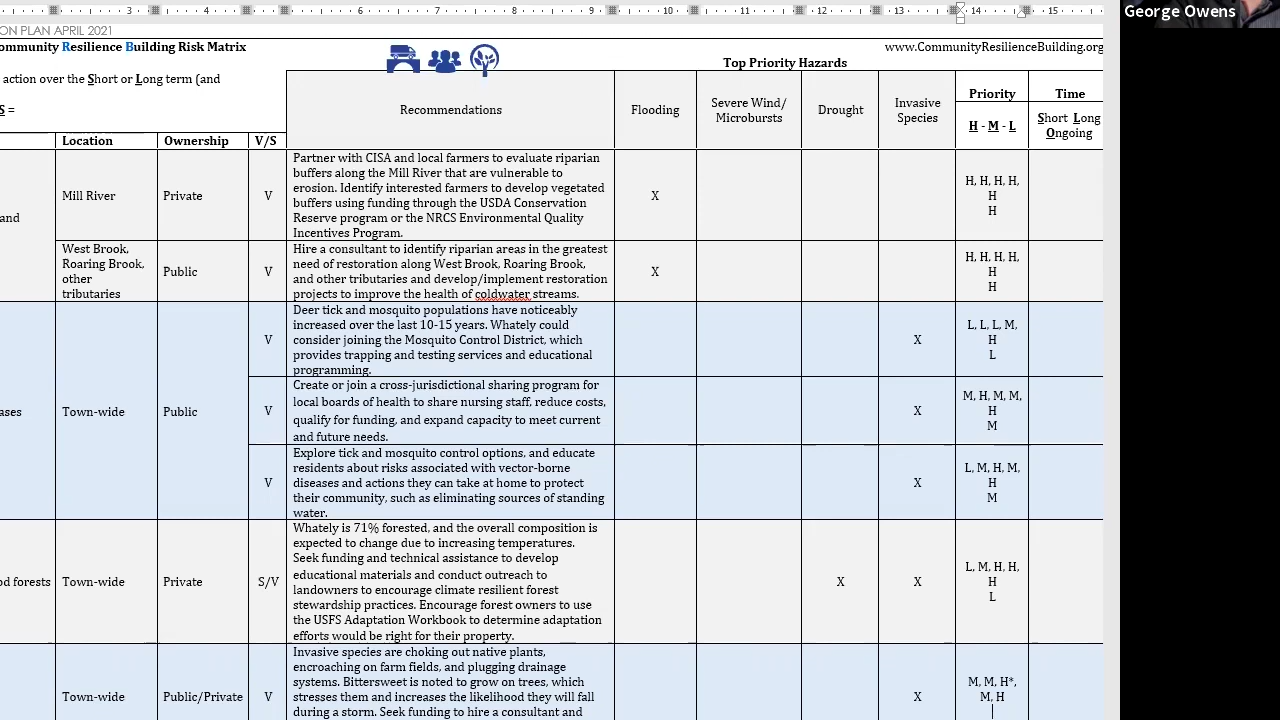 3 4 5 6 7 8 9 10 11 12 13 14 15
George Owens
ON PLAN APRIL 2021
ommunity Resilience Building Risk Matrix
www.CommunityResilienceBuilding.org
action over the Short or Long term (and
Top Priority Hazards
S =
Recommendations
Flooding
Severe Wind/
Microbursts
Drought
Invasive
Species
Priority
H - M - L
Time
Short Long
Ongoing
Location
Ownership
V/S
and
Mill River
Private
V
Partner with CISA and local farmers to evaluate riparian
buffers along the Mill River that are vulnerable to
erosion. Identify interested farmers to develop vegetated
buffers using funding through the USDA Conservation
Reserve program or the NRCS Environmental Quality
Incentives Program.
X
H, H, H, H,
H
H
West Brook,
Roaring Brook,
other
tributaries
Public
V
Hire a consultant to identify riparian areas in the greatest
need of restoration along West Brook, Roaring Brook,
and other tributaries and develop/implement restoration
projects to improve the health of coldwater streams.
X
H, H, H, H,
H
H
ases
Town-wide
Public
V
Deer tick and mosquito populations have noticeably
increased over the last 10-15 years. Whately could
consider joining the Mosquito Control District, which
provides trapping and testing services and educational
programming.
X
L, L, L, M,
H
L
V
Create or join a cross-jurisdictional sharing program for
local boards of health to share nursing staff, reduce costs,
qualify for funding, and expand capacity to meet current
and future needs.
X
M, H, M, M,
H
M
V
Explore tick and mosquito control options, and educate
residents about risks associated with vector-borne
diseases and actions they can take at home to protect
their community, such as eliminating sources of standing
water.
X
L, M, H, M,
H
M
od forests
Town-wide
Private
S/V
Whately is 71% forested, and the overall composition is
expected to change due to increasing temperatures.
Seek funding and technical assistance to develop
educational materials and conduct outreach to
landowners to encourage climate resilient forest
stewardship practices. Encourage forest owners to use
the USFS Adaptation Workbook to determine adaptation
efforts would be right for their property.
X
X
L, M, H, H,
H
L
Town-wide
Public/Private
V
Invasive species are choking out native plants,
encroaching on farm fields, and plugging drainage
systems. Bittersweet is noted to grow on trees, which
stresses them and increases the likelihood they will fall
during a storm. Seek funding to hire a consultant and
X
M, M, H*,
M, H